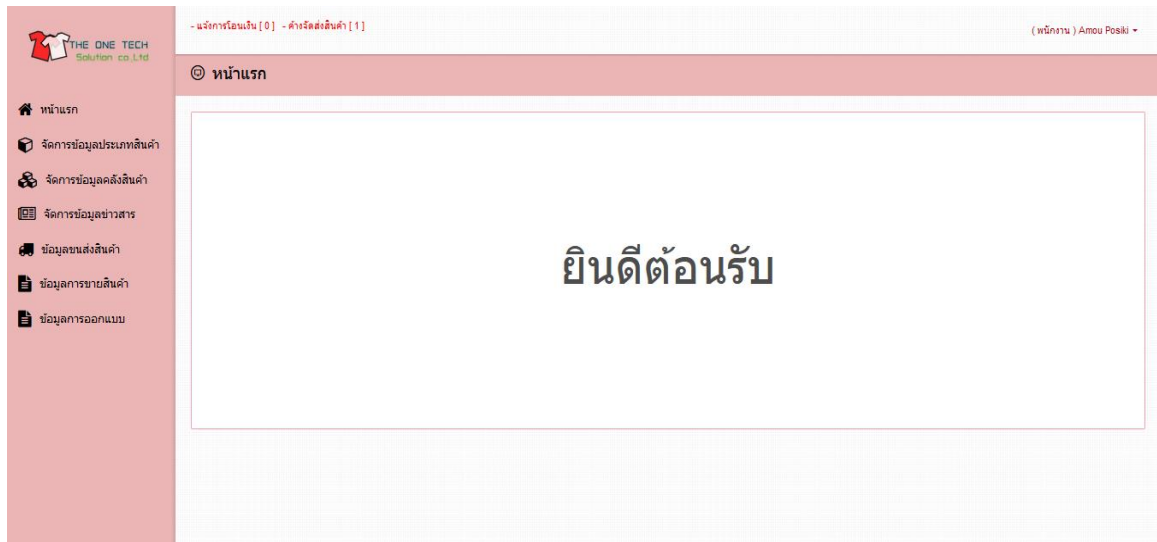 THE ONE TECH
Solution co.,Ltd
- แจ้งการโอนเงิน [ 0 ] - ค้างจัดส่งสินค้า [ 1 ]
( พนักงาน ) Amou Posiki
หน้าแรก
หน้าแรก
จัดการข้อมูลประเภทสินค้า
จัดการข้อมูลคลังสินค้า
จัดการข้อมูลข่าวสาร
ข้อมูลขนส่งสินค้า
ข้อมูลการขายสินค้า
ข้อมูลการออกแบบ
ยินดีต้อนรับ